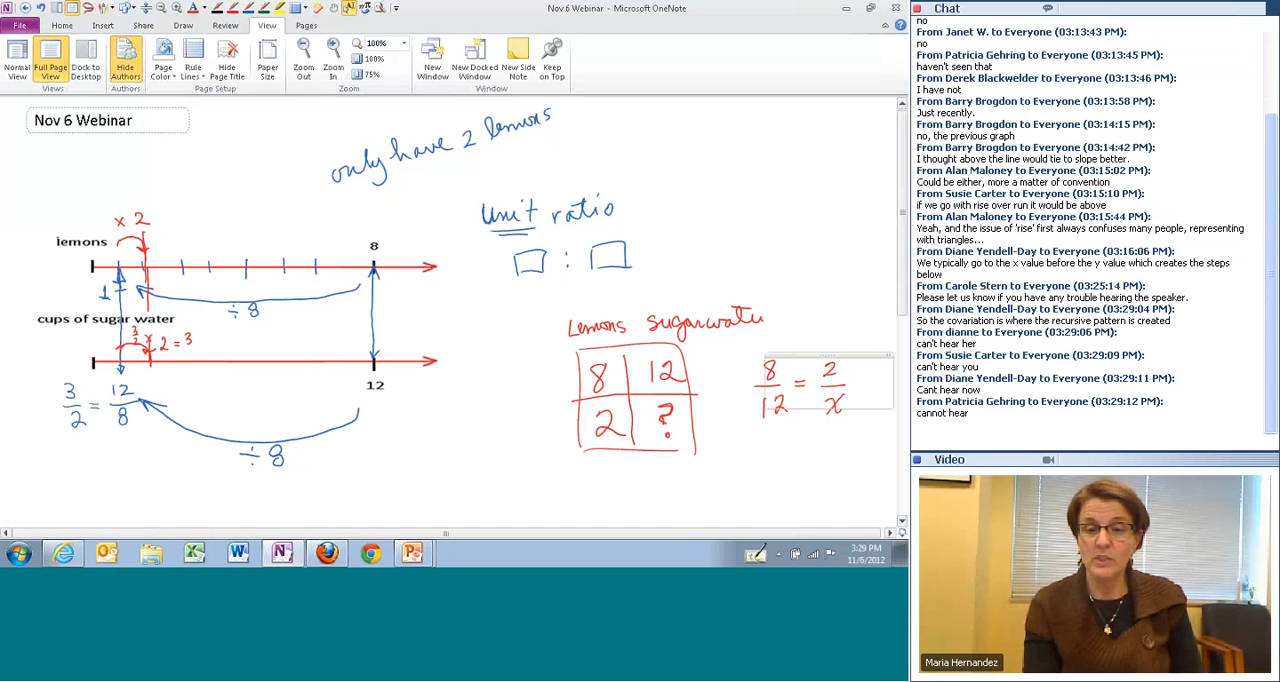 Nov 6 Webinar - OneNote
File Home Insert Share Draw Review View Pages
Normal View
Full Page View
Dock to Desktop
Views
Hide Authors
Authors
Page Color
Rule Lines
Hide Page Title
Page Setup
Paper Size
Zoom Out
Zoom In
100%
100%
75%
Zoom
New Window
New Docked Window
New Side Note
Keep on Top
Window
Nov 6 Webinar
only have 2 lemons
unit ratio
:
x 2
lemons
8
1
÷ 8
cups of sugar water
3/2 x 2 = 3
12
3/2 = 12/8
÷ 8
Lemons sugarwate
8 12
2 ?
8/12 = 2/x
3:29 PM
11/6/2012
Chat
no
From Janet W. to Everyone (03:13:43 PM):
no
From Patricia Gehring to Everyone (03:13:45 PM):
haven't seen that
From Derek Blackwelder to Everyone (03:13:46 PM):
I have not
From Barry Brogdon to Everyone (03:13:58 PM):
Just recently.
From Barry Brogdon to Everyone (03:14:15 PM):
no, the previous graph
From Barry Brogdon to Everyone (03:14:42 PM):
I thought above the line would tie to slope better.
From Alan Maloney to Everyone (03:15:02 PM):
Could be either, more a matter of convention
From Susie Carter to Everyone (03:15:10 PM):
if we go with rise over run it would be above
From Alan Maloney to Everyone (03:15:44 PM):
Yeah, and the issue of 'rise' first always confuses many people, representing
with triangles...
From Diane Yendell-Day to Everyone (03:16:06 PM):
We typically go to the x value before the y value which creates the steps
below
From Carole Stern to Everyone (03:25:14 PM):
Please let us know if you have any trouble hearing the speaker.
From Diane Yendell-Day to Everyone (03:29:04 PM):
So the covariation is where the recursive pattern is created
From dianne to Everyone (03:29:06 PM):
can't hear her
From Susie Carter to Everyone (03:29:09 PM):
can't hear you
From Diane Yendell-Day to Everyone (03:29:11 PM):
Cant hear now
From Patricia Gehring to Everyone (03:29:12 PM):
cannot hear
Video
Maria Hernandez